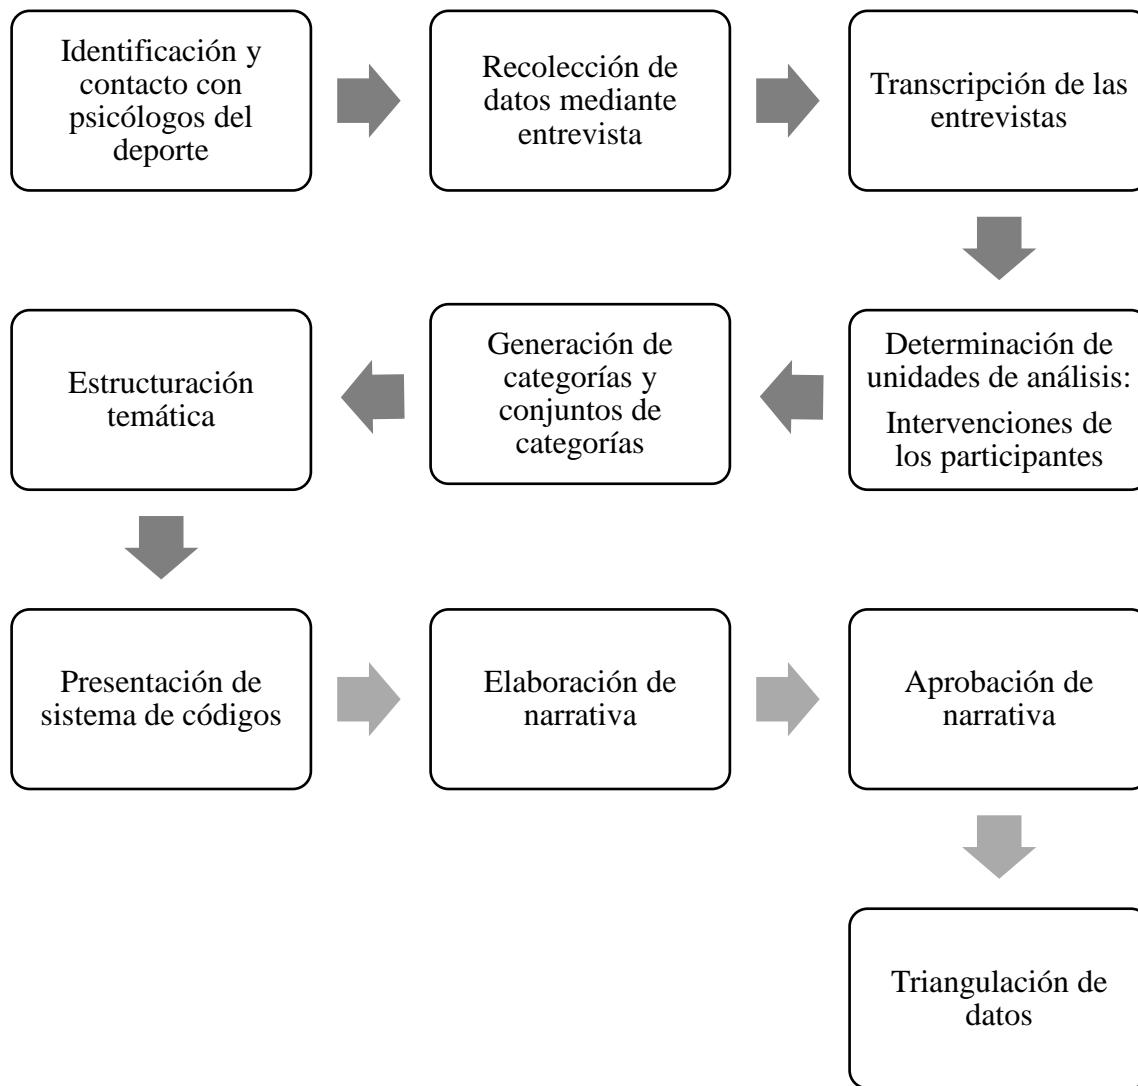 Identificación y
contacto con
psicólogos del
deporte
Recolección de
datos mediante
entrevista
Transcripción de las
entrevistas
Determinación de
unidades de análisis:
Intervenciones de
los participantes
Generación de
categorías y
conjuntos de
categorías
Estructuración
temática
Presentación de
sistema de códigos
Elaboración de
narrativa
Aprobación de
narrativa
Triangulación de
datos